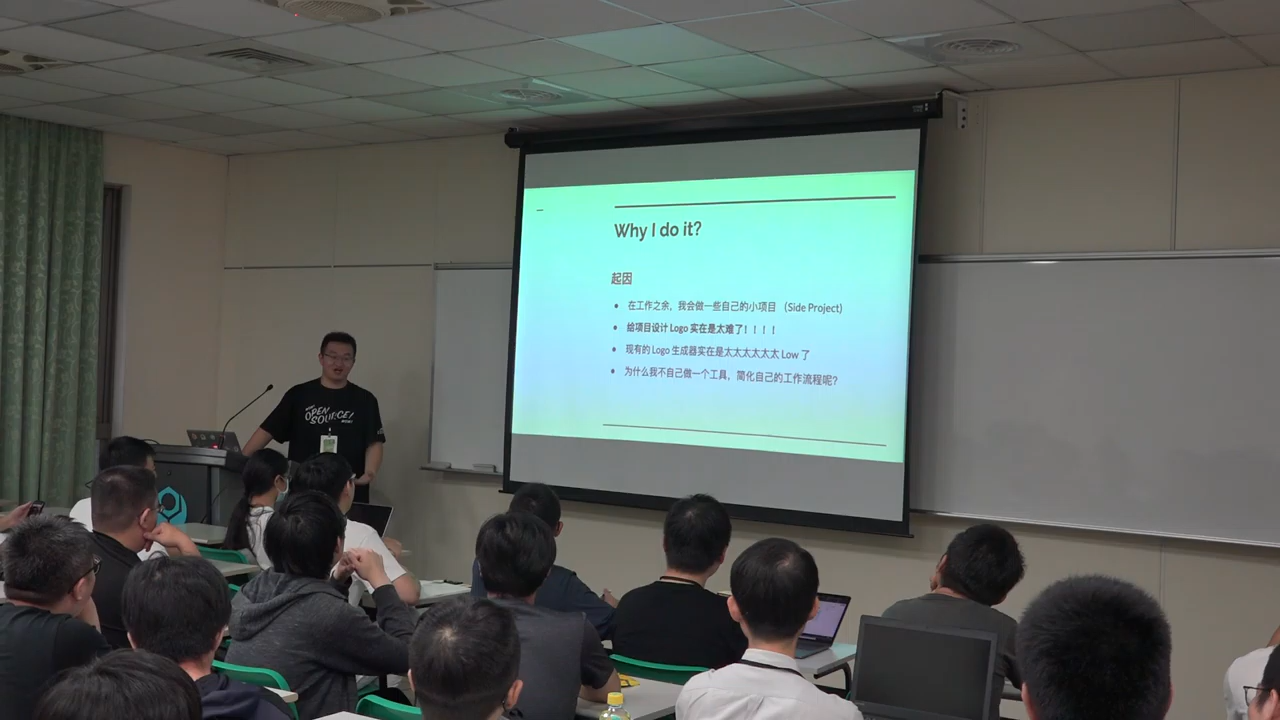 Why I do it?
起因
在工作之余，我会做一些自己的小项目 （Side Project)
给项目设计 Logo 实在是太难了！！！！
现有的 Logo 生成器实在是太太太太太太 Low 了
为什么我不自己做一个工具，简化自己的工作流程呢？
OPEN
SOURCE!